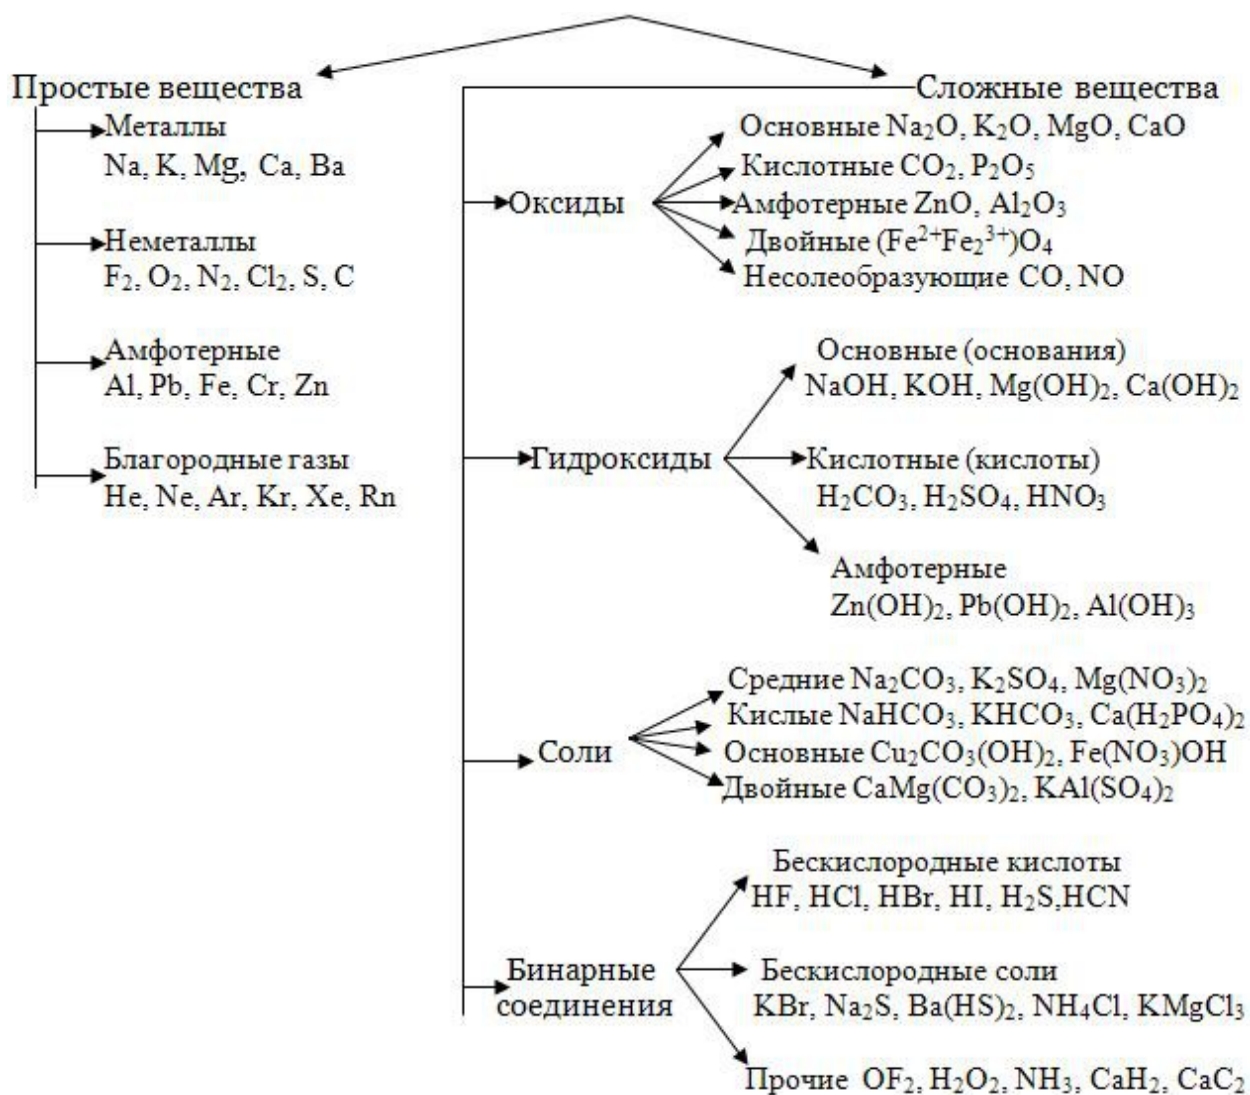 Простые вещества
Металлы
Na, K, Mg, Ca, Ba
Неметаллы
F₂, O₂, N₂, Cl₂, S, C
Амфотерные
Al, Pb, Fe, Cr, Zn
Благородные газы
He, Ne, Ar, Kr, Xe, Rn
Сложные вещества
Оксиды
Основные Na₂O, K₂O, MgO, CaO
Кислотные CO₂, P₂O₅
Амфотерные ZnO, Al₂O₃
Двойные (Fe²⁺Fe₂³⁺)O₄
Несолеобразующие CO, NO
Гидроксиды
Основные (основания)
NaOH, KOH, Mg(OH)₂, Ca(OH)₂
Кислотные (кислоты)
H₂CO₃, H₂SO₄, HNO₃
Амфотерные
Zn(OH)₂, Pb(OH)₂, Al(OH)₃
Соли
Средние Na₂CO₃, K₂SO₄, Mg(NO₃)₂
Кислые NaHCO₃, KHCO₃, Ca(H₂PO₄)₂
Основные Cu₂CO₃(OH)₂, Fe(NO₃)OH
Двойные CaMg(CO₃)₂, KAl(SO₄)₂
Бинарные
соединения
Бескислородные кислоты
HF, HCl, HBr, HI, H₂S,HCN
Бескислородные соли
KBr, Na₂S, Ba(HS)₂, NH₄Cl, KMgCl₃
Прочие OF₂, H₂O₂, NH₃, CaH₂, CaC₂